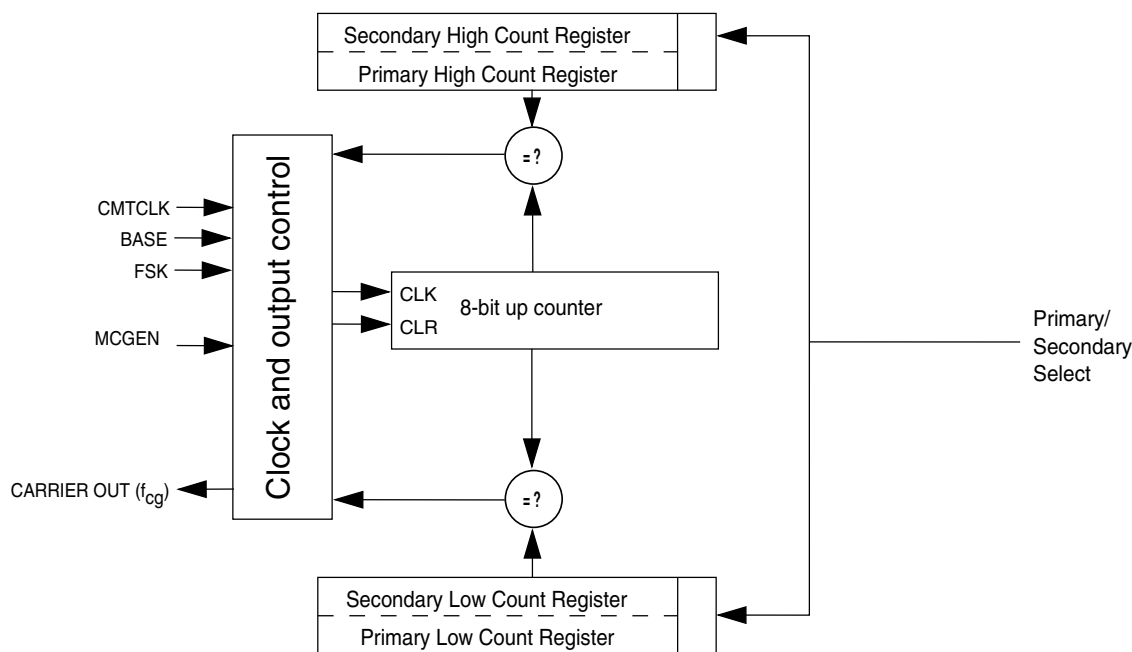 Secondary High Count Register
Primary High Count Register
=?
Clock and output control
CMTCLK
BASE
FSK
MCGEN
CLK
CLR
8-bit up counter
Primary/
Secondary
Select
CARRIER OUT (fcg)
=?
Secondary Low Count Register
Primary Low Count Register